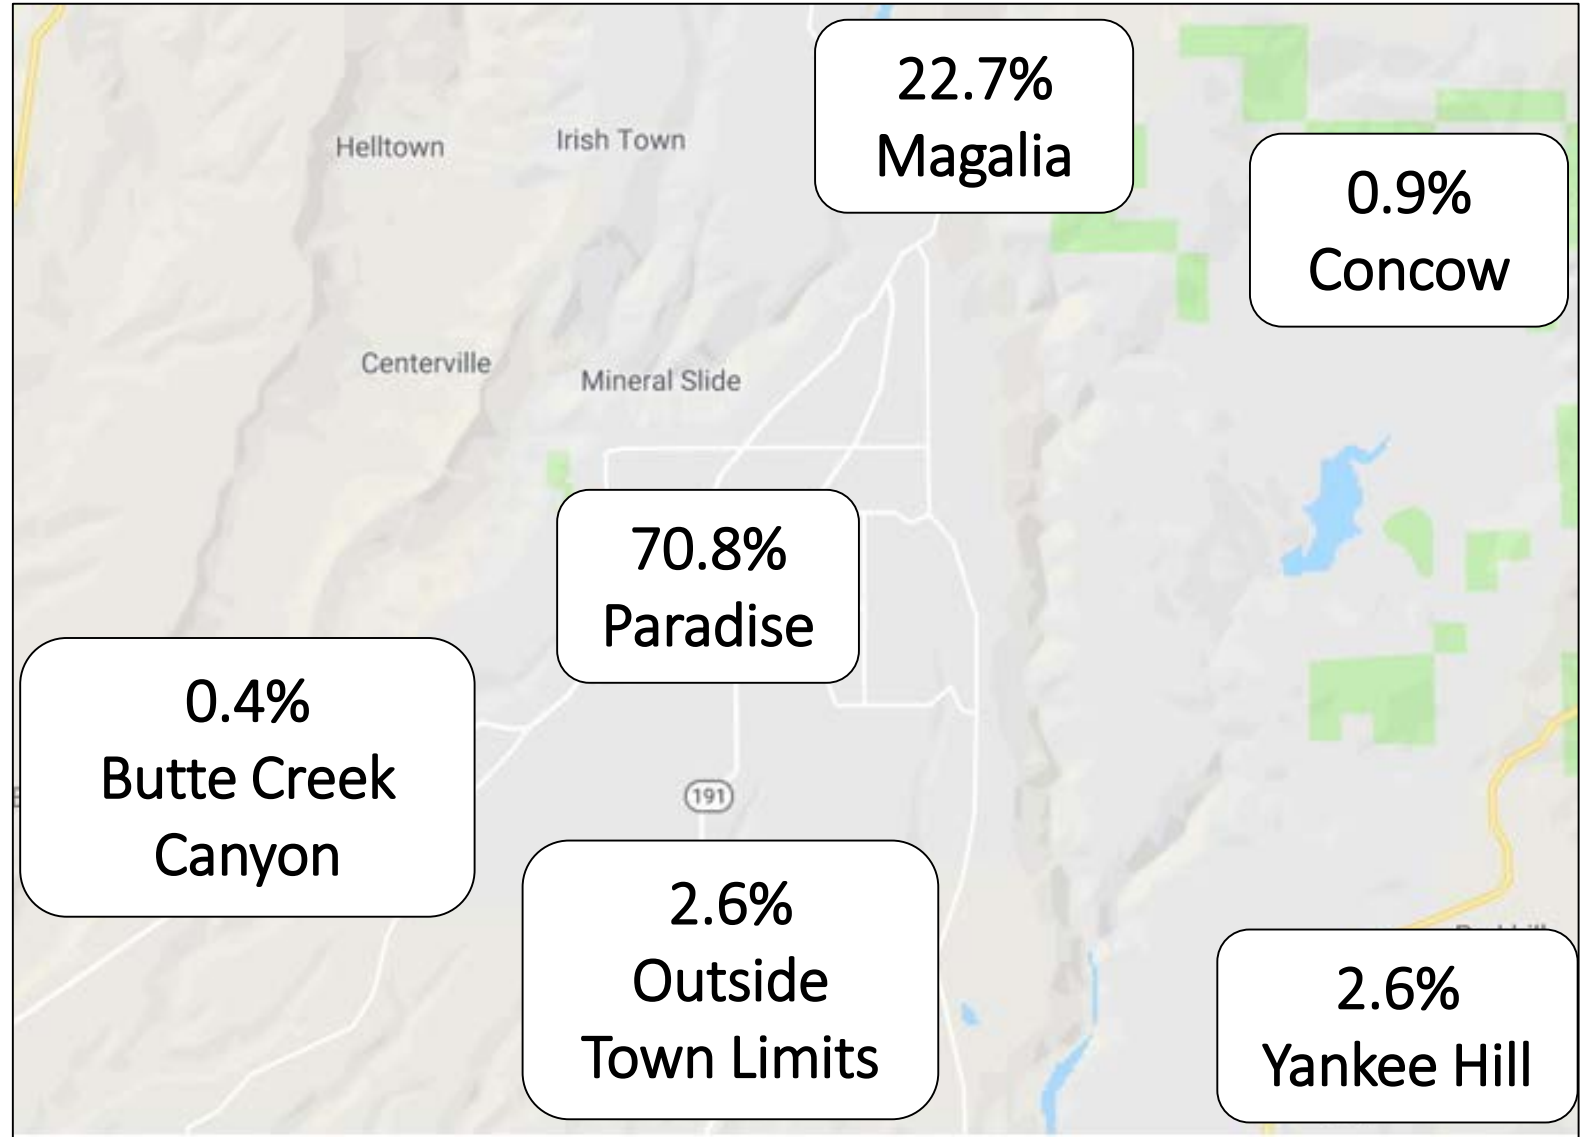 22.7%
Magalia
Helltown
Irish Town
0.9%
Concow
Centerville
Mineral Slide
70.8%
Paradise
0.4%
Butte Creek
Canyon
191
2.6%
Outside
Town Limits
2.6%
Yankee Hill